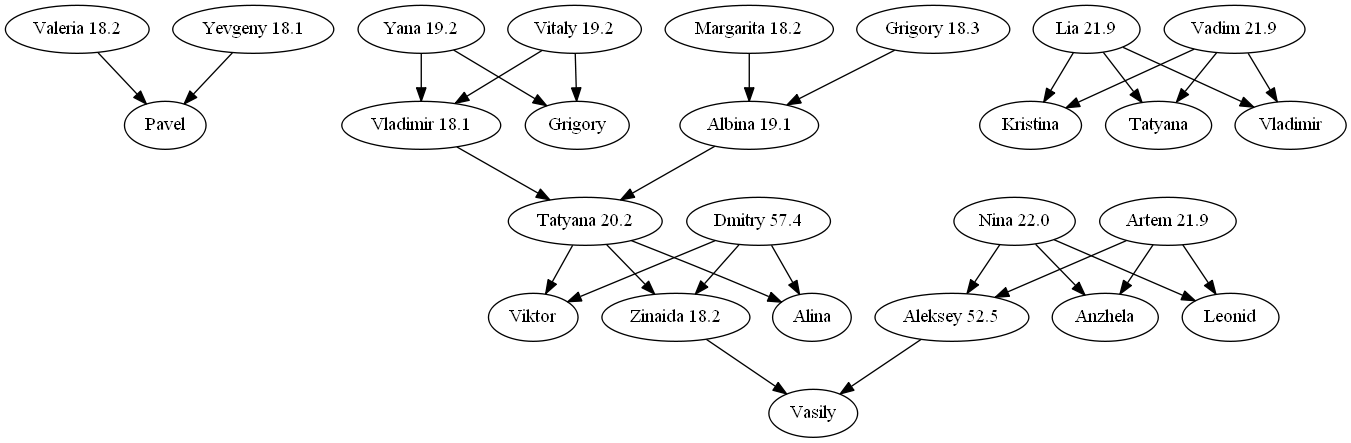 Valeria 18.2
Yevgeny 18.1
Yana 19.2
Vitaly 19.2
Margarita 18.2
Grigory 18.3
Lia 21.9
Vadim 21.9
Pavel
Vladimir 18.1
Grigory
Albina 19.1
Kristina
Tatyana
Vladimir
Tatyana 20.2
Dmitry 57.4
Nina 22.0
Artem 21.9
Viktor
Zinaida 18.2
Alina
Aleksey 52.5
Anzhela
Leonid
Vasily